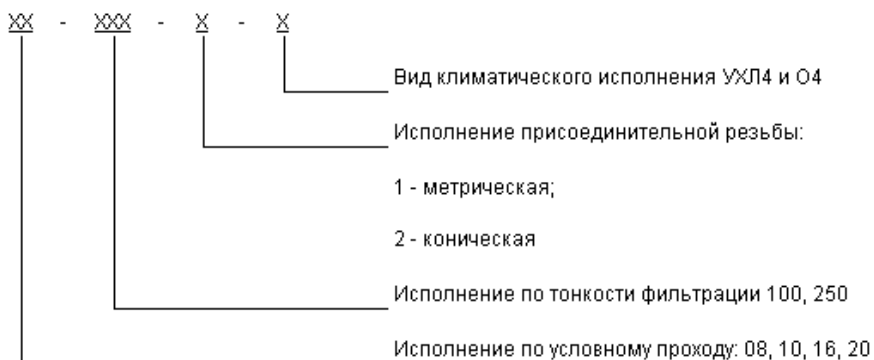 XX - XXX - X - X
Вид климатического исполнения УХЛ4 и О4
Исполнение присоединительной резьбы:
1 - метрическая;
2 - коническая
Исполнение по тонкости фильтрации 100, 250
Исполнение по условному проходу: 08, 10, 16, 20